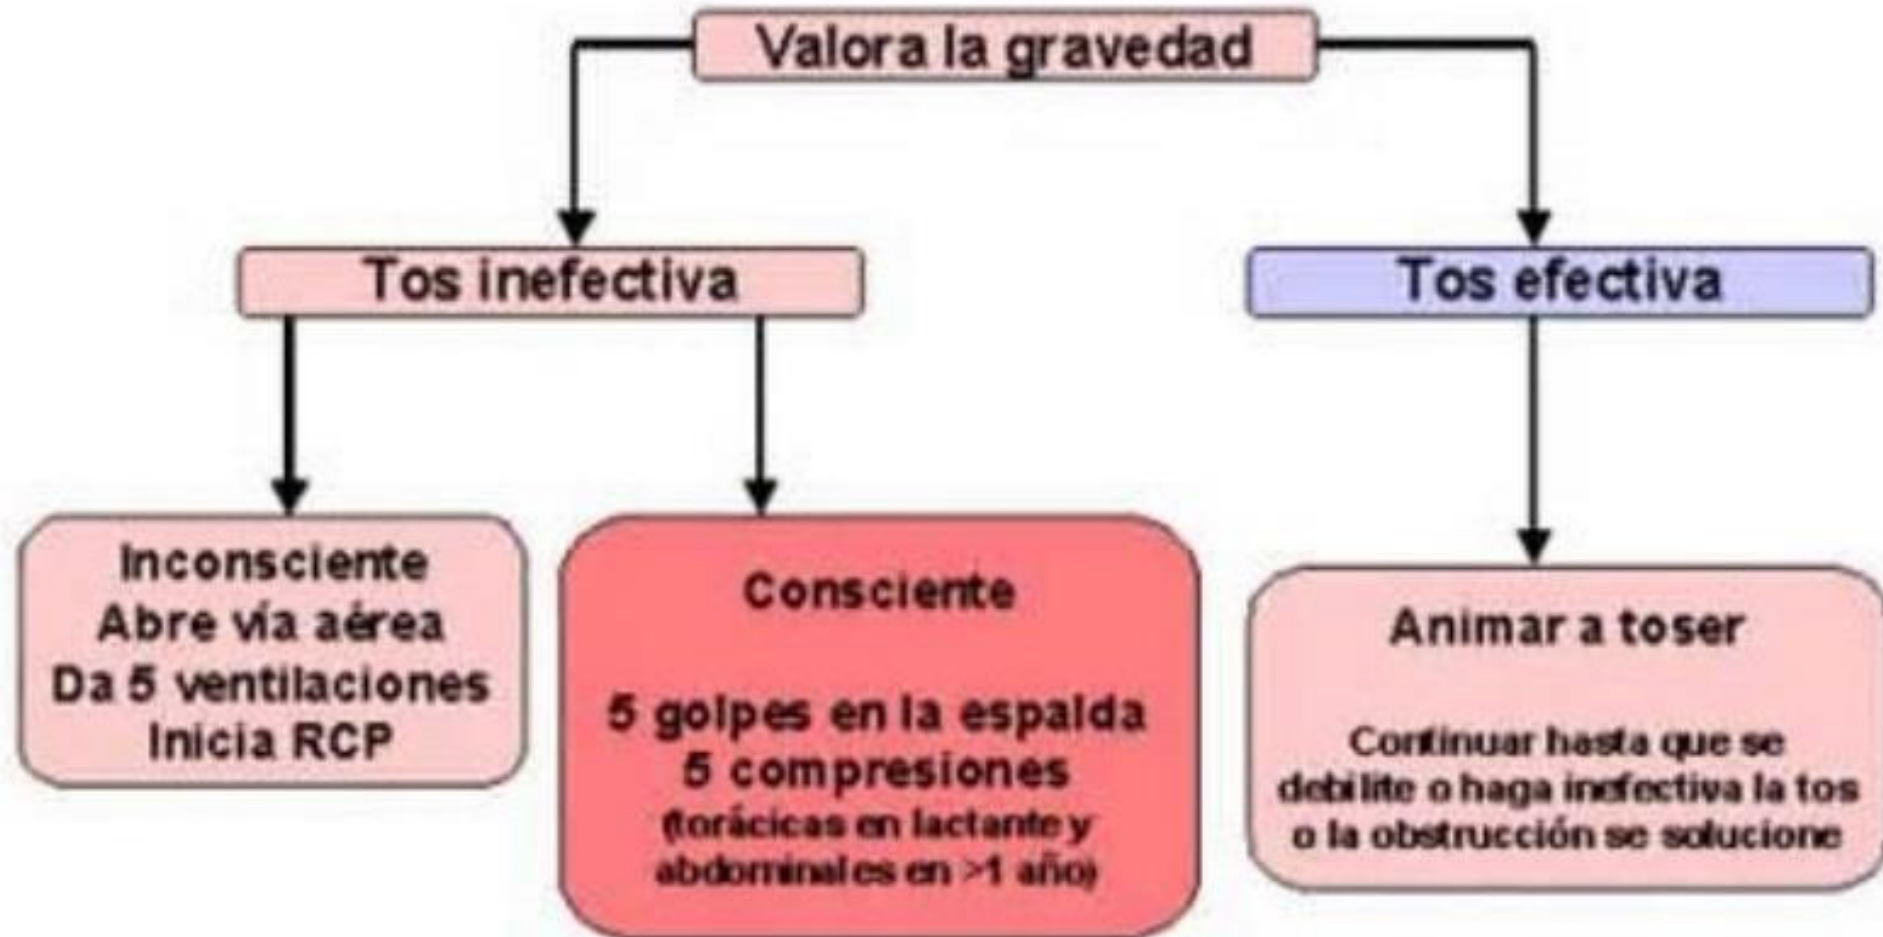 Valora la gravedad
Tos inefectiva
Tos efectiva
Inconsciente
Abre vía aérea
Da 5 ventilaciones
Inicia RCP
Consciente
5 golpes en la espalda
5 compresiones
(torácicas en lactante y
abdominales en >1 año)
Animar a toser
Continuar hasta que se
debilite o haga inefectiva la tos
o la obstrucción se solucione